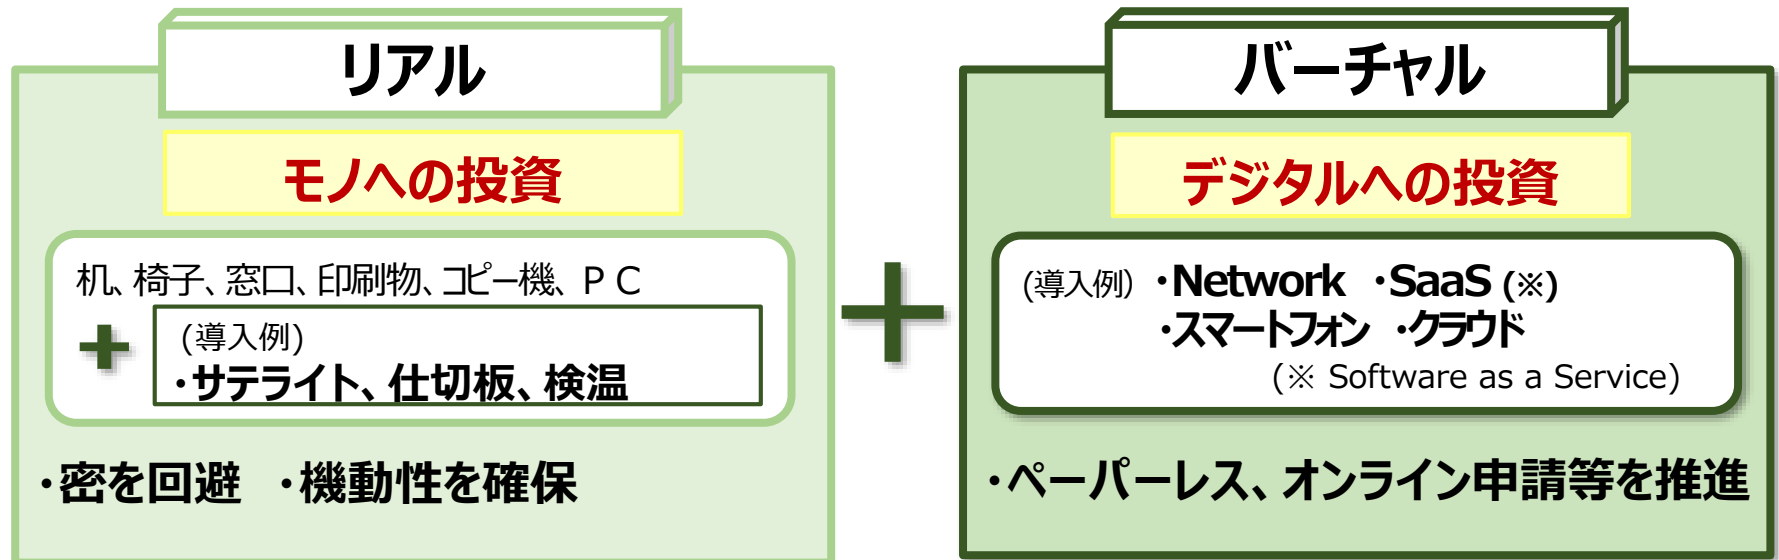 リアル
モノへの投資
机、椅子、窓口、印刷物、コピー機、ＰＣ
(導入例)
・サテライト、仕切板、検温
・密を回避　・機動性を確保
バーチャル
デジタルへの投資
(導入例) ・Network ・SaaS (※)
・スマートフォン ・クラウド
(※ Software as a Service)
・ペーパーレス、オンライン申請等を推進